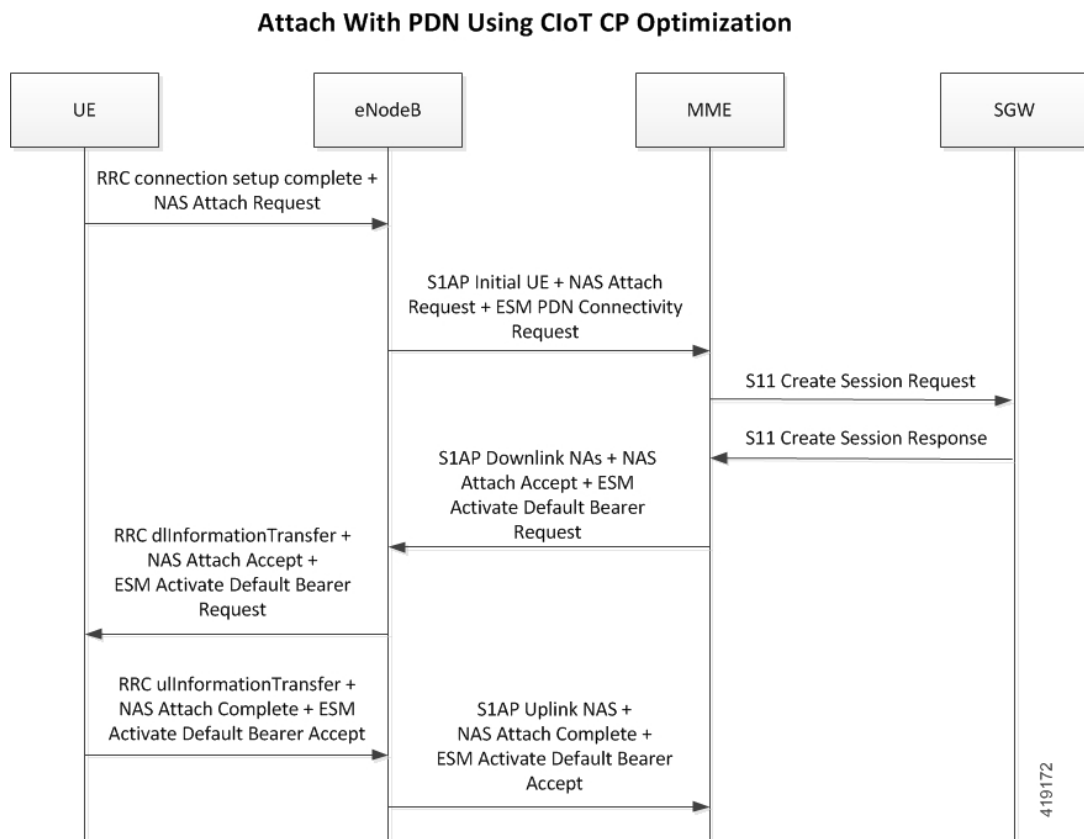 Attach With PDN Using CIoT CP Optimization
UE
eNodeB
MME
SGW
RRC connection setup complete +
NAS Attach Request
S1AP Initial UE + NAS Attach
Request + ESM PDN Connectivity
Request
S11 Create Session Request
S11 Create Session Response
S1AP Downlink NAs + NAS
Attach Accept + ESM
Activate Default Bearer
Request
RRC dlInformationTransfer +
NAS Attach Accept +
ESM Activate Default Bearer
Request
RRC ulInformationTransfer +
NAS Attach Complete + ESM
Activate Default Bearer Accept
S1AP Uplink NAS +
NAS Attach Complete +
ESM Activate Default Bearer
Accept
419172